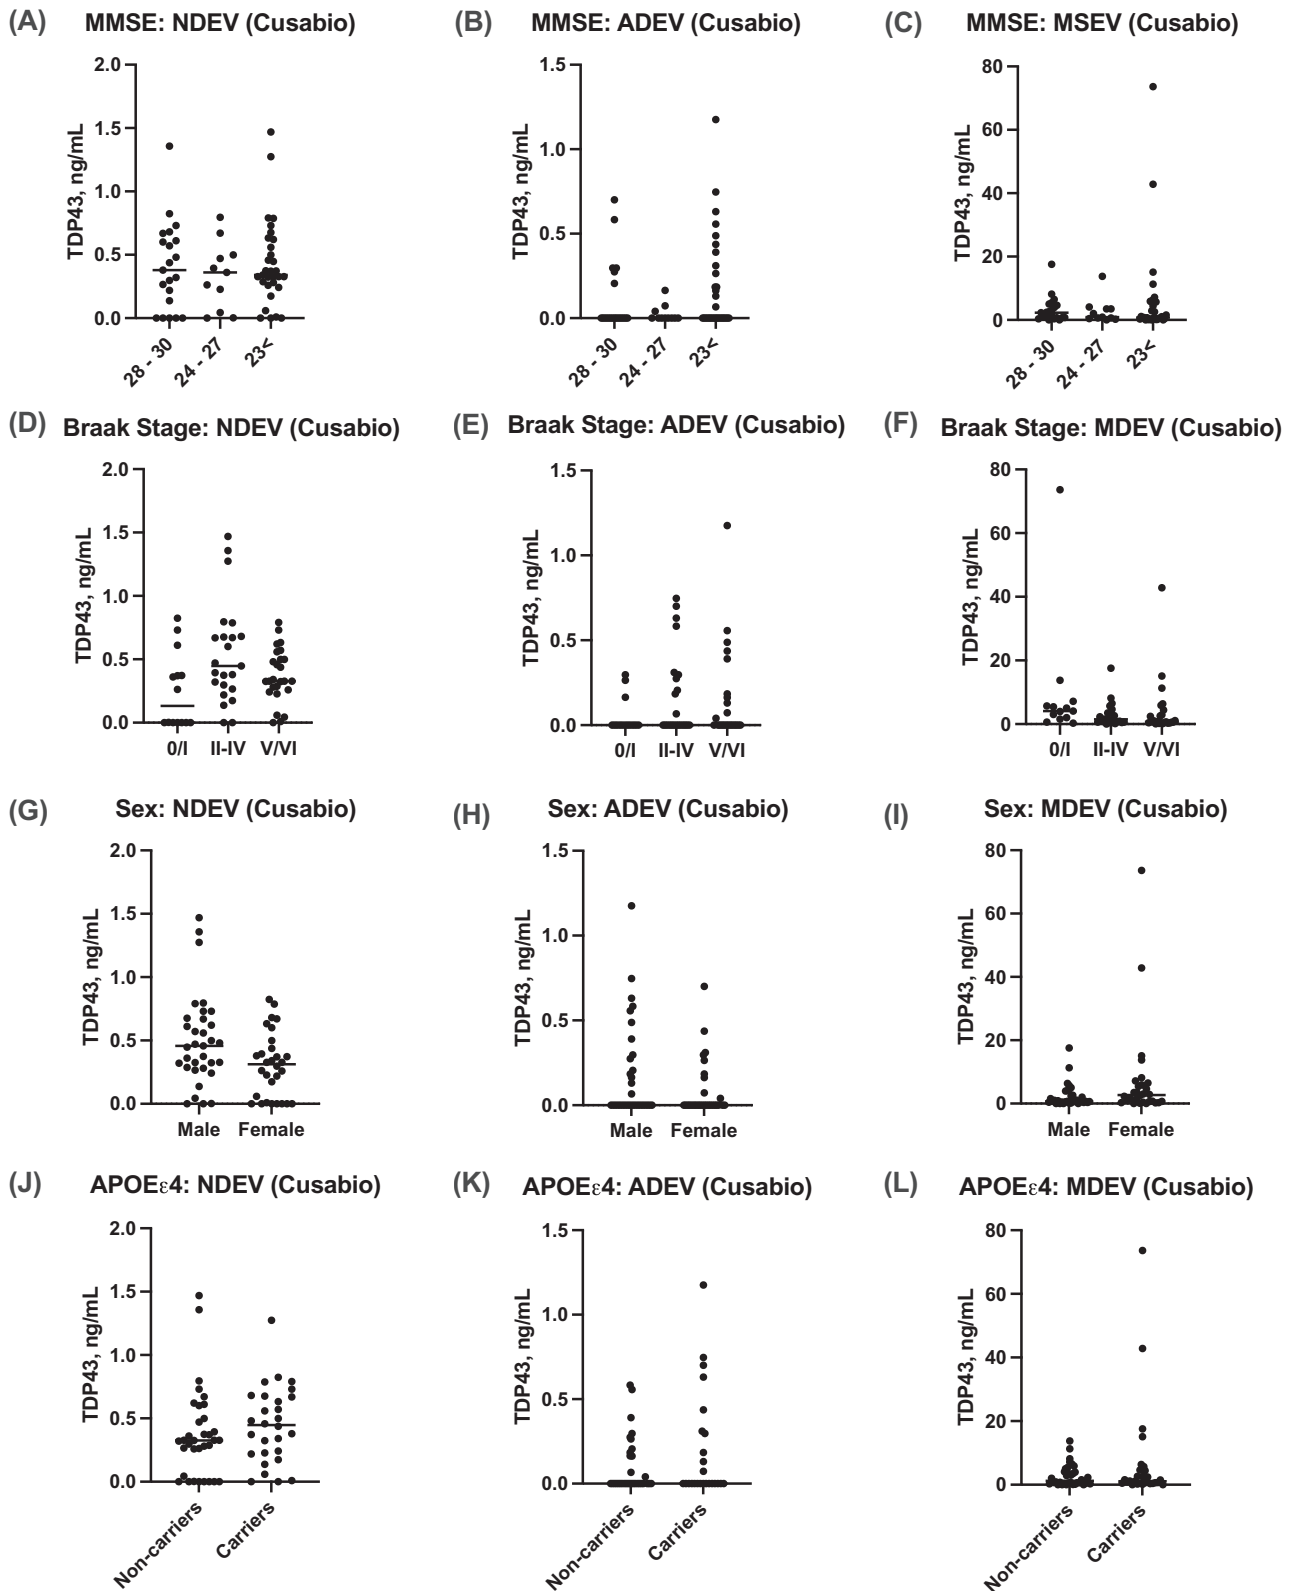 (A) MMSE: NDEV (Cusabio)
2.0
1.5
1.0
0.5
0.0
TDP43, ng/mL
28 - 30
24 - 27
23<
(B) MMSE: ADEV (Cusabio)
1.5
1.0
0.5
0.0
TDP43, ng/mL
28 - 30
24 - 27
23<
(C) MMSE: MSEV (Cusabio)
80
60
40
20
0
TDP43, ng/mL
28 - 30
24 - 27
23<
(D) Braak Stage: NDEV (Cusabio)
2.0
1.5
1.0
0.5
0.0
TDP43, ng/mL
0/I II-IV V/VI
(E) Braak Stage: ADEV (Cusabio)
1.5
1.0
0.5
0.0
TDP43, ng/mL
0/I II-IV V/VI
(F) Braak Stage: MDEV (Cusabio)
80
60
40
20
0
TDP43, ng/mL
0/I II-IV V/VI
(G) Sex: NDEV (Cusabio)
2.0
1.5
1.0
0.5
0.0
TDP43, ng/mL
Male Female
(H) Sex: ADEV (Cusabio)
1.5
1.0
0.5
0.0
TDP43, ng/mL
Male Female
(I) Sex: MDEV (Cusabio)
80
60
40
20
0
TDP43, ng/mL
Male Female
(J) APOEε4: NDEV (Cusabio)
2.0
1.5
1.0
0.5
0.0
TDP43, ng/mL
Non-carriers
Carriers
(K) APOEε4: ADEV (Cusabio)
1.5
1.0
0.5
0.0
TDP43, ng/mL
Non-carriers
Carriers
(L) APOEε4: MDEV (Cusabio)
80
60
40
20
0
TDP43, ng/mL
Non-carriers
Carriers